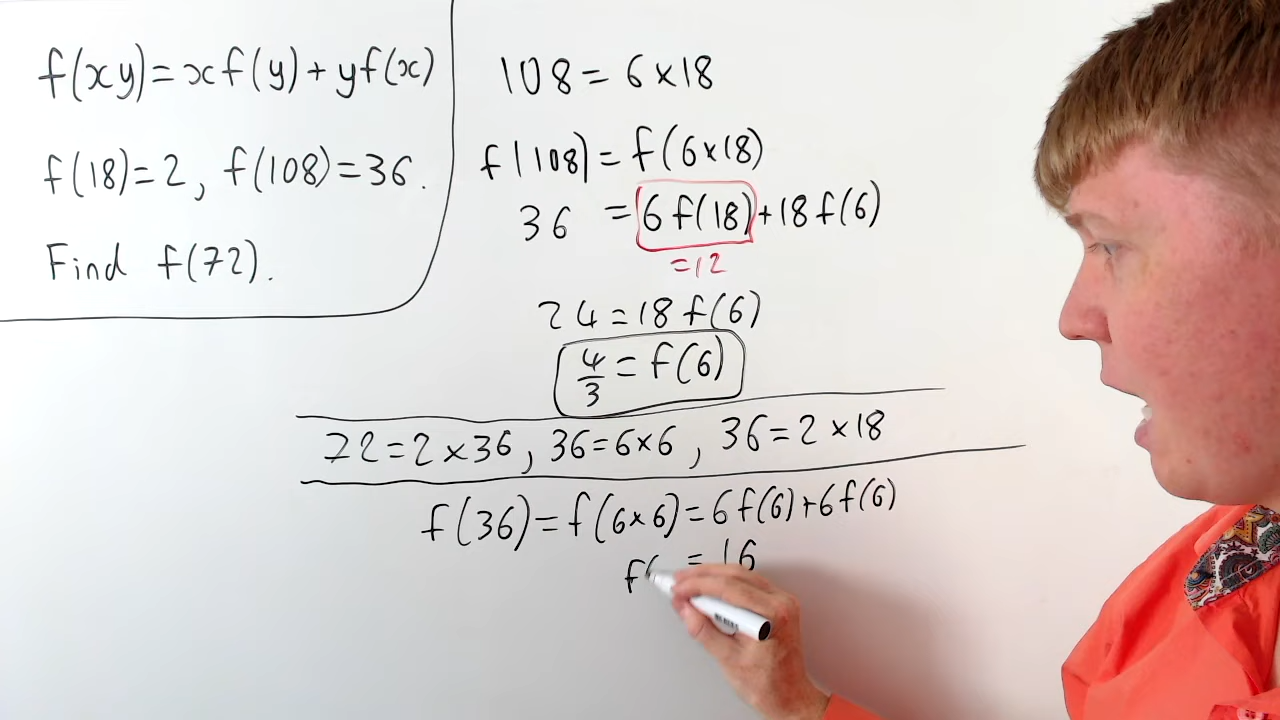 f(xy)=xf(y)+yf(x)
f(18)=2, f(108)=36.
Find f(72).
108=6×18
f(108)=f(6×18)
36 =6f(18)+18f(6)
=12
24=18f(6)
4/3=f(6)
72=2×36, 36=6×6, 36=2×18
f(36)=f(6×6)=6f(6)+6f(6)
f( =16